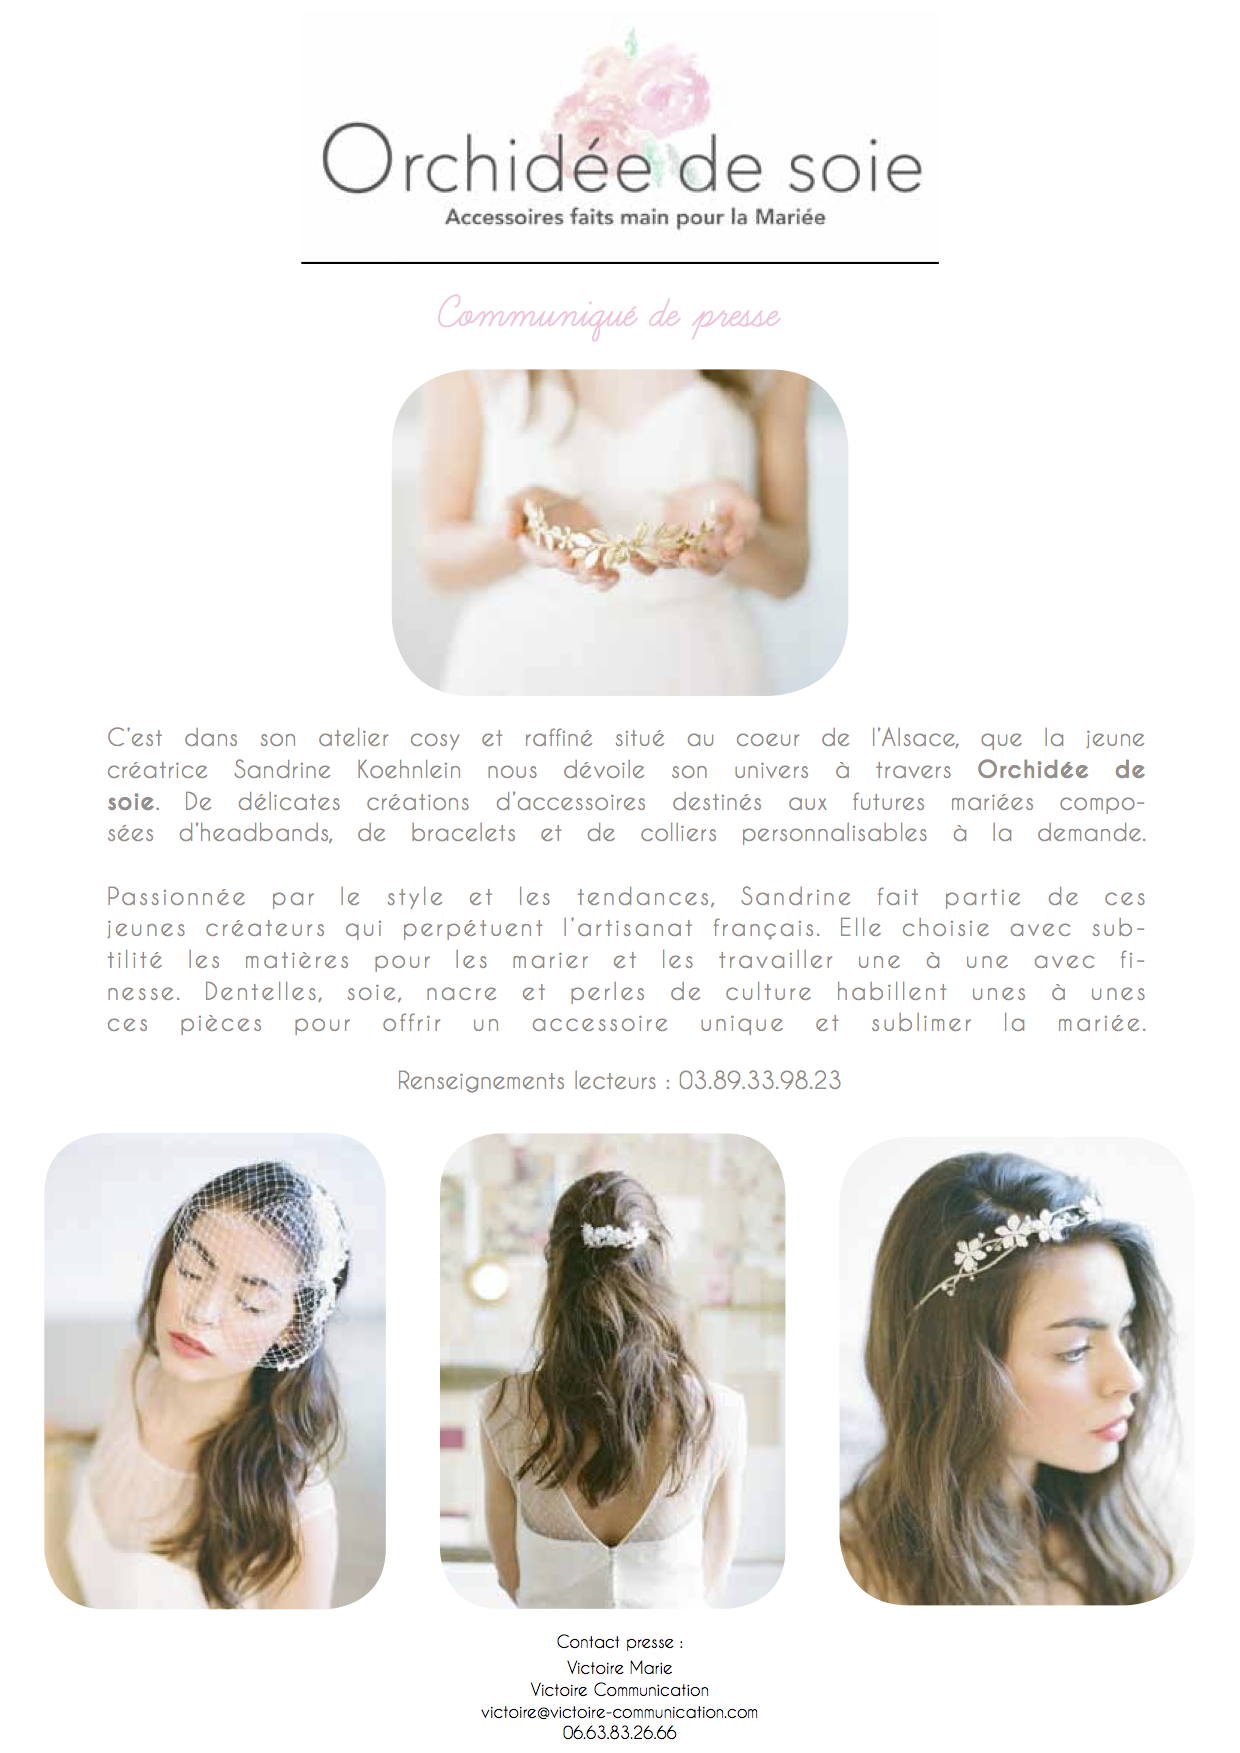 Orchidée de soie
Accessoires faits main pour la Mariée
Communiqué de presse
C'est dans son atelier cosy et raffiné situé au coeur de l'Alsace, que la jeune
créatrice Sandrine Koehnlein nous dévoile son univers à travers Orchidée de
soie. De délicates créations d'accessoires destinés aux futures mariées compo-
sées d'headbands, de bracelets et de colliers personnalisables à la demande.
Passionnée par le style et les tendances, Sandrine fait partie de ces
jeunes créateurs qui perpétuent l'artisanat français. Elle choisie avec sub-
tilité les matières pour les marier et les travailler une à une avec fi-
nesse. Dentelles, soie, nacre et perles de culture habillent unes à unes
ces pièces pour offrir un accessoire unique et sublimer la mariée.
Renseignements lecteurs : 03.89.33.98.23
Contact presse :
Victoire Marie
Victoire Communication
victoire@victoire-communication.com
06.63.83.26.66